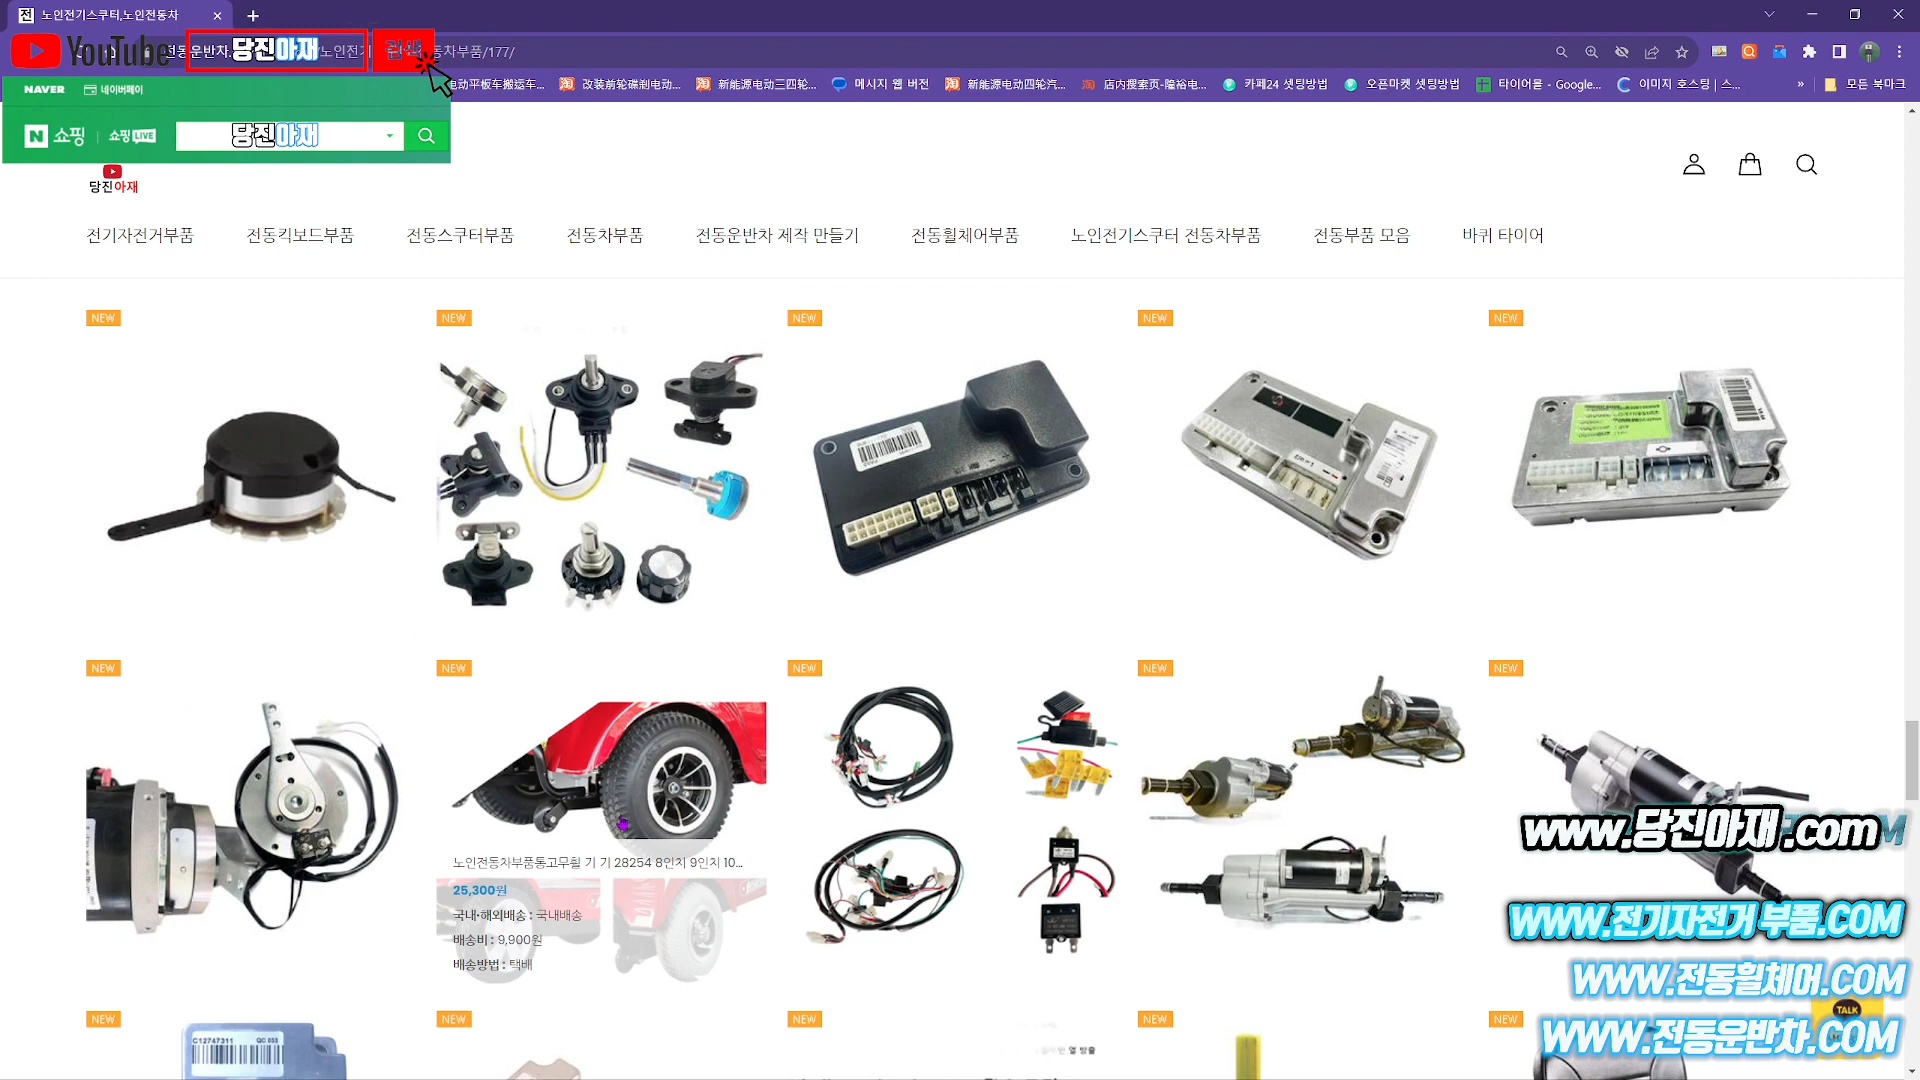 전 노인전기스쿠터,노인전동차
YouTube 당진아재 검색
전동운반차. /노인전기 동차부품/177/
电动平板车搬运车... 改装前轮碟刹电动... 新能源电动三四轮... 메시지 웹 버전 新能源电动四轮汽... 店内搜索页-隆裕电... 카페24 셋팅방법 오픈마켓 셋팅방법 타이어몰 - Google... 이미지 호스팅 | 스... » 모든 북마크
NAVER 네이버페이
N 쇼핑 | 쇼핑LIVE 당진아재
당진아재
전기자전거부품 전동킥보드부품 전동스쿠터부품 전동차부품 전동운반차 제작 만들기 전동휠체어부품 노인전기스쿠터 전동차부품 전동부품 모음 바퀴 타이어
NEW NEW NEW NEW NEW
NEW NEW NEW NEW NEW
노인전동차부품통고무휠 기 기 28254 8인치 9인치 10...
25,300원
국내·해외배송 : 국내배송
배송비 : 9,900원
배송방법 : 택배
www.당진아재.com
WWW.전기자전거 부품.COM
WWW.전동휠체어.COM
TALK
WWW.전동운반차.COM
NEW NEW NEW NEW NEW
C12747311 QC 033